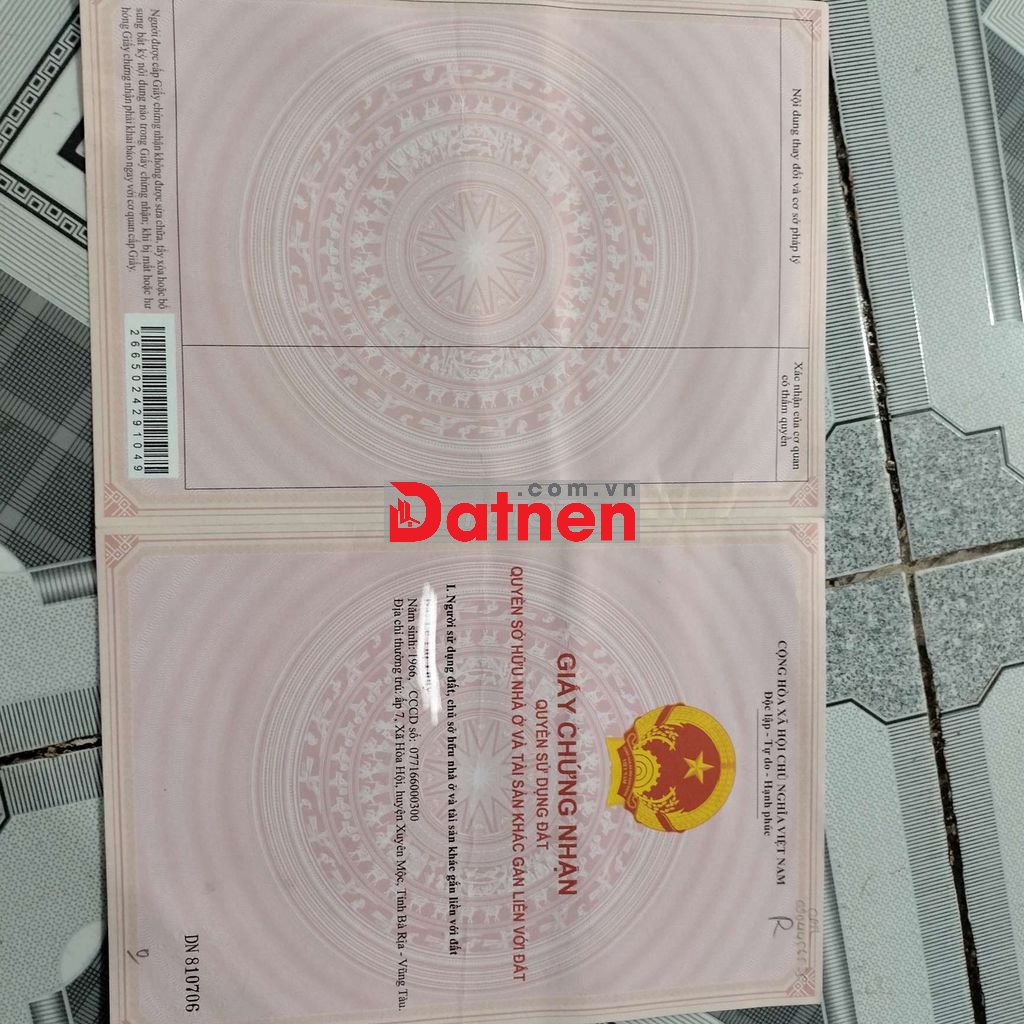 CỘNG HÒA XÃ HỘI CHỦ NGHĨA VIỆT NAM
Độc lập - Tự do - Hạnh phúc
GIẤY CHỨNG NHẬN
QUYỀN SỬ DỤNG ĐẤT
QUYỀN SỞ HỮU NHÀ Ở VÀ TÀI SẢN KHÁC GẮN LIỀN VỚI ĐẤT
I. Người sử dụng đất, chủ sở hữu nhà ở và tài sản khác gắn liền với đất
Năm sinh: 1966, CCCD số: 077166000300
Địa chỉ thường trú: ấp 7, Xã Hòa Hội, huyện Xuyên Mộc, Tỉnh Bà Rịa - Vũng Tàu.
DN 810706
Nội dung thay đổi và cơ sở pháp lý
Xác nhận của cơ quan
có thẩm quyền
Người được cấp Giấy chứng nhận không được sửa chữa, tẩy xóa hoặc bổ
sung bất kỳ nội dung nào trong Giấy chứng nhận; khi bị mất hoặc hư
hỏng Giấy chứng nhận phải khai báo ngay với cơ quan cấp Giấy.
2665024291049
Datnen
.com.vn